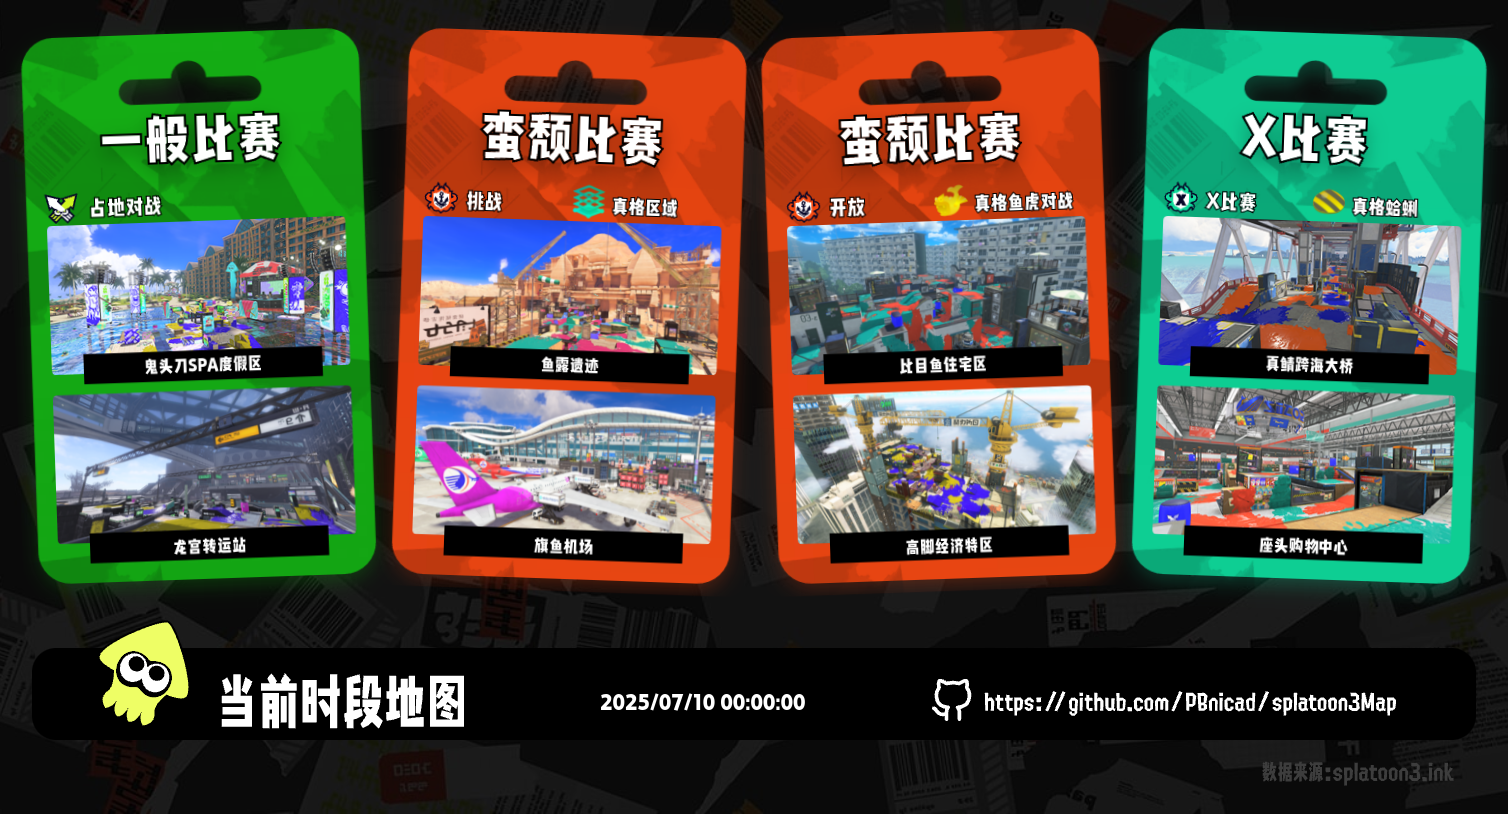 一般比赛
占地对战
鬼头刀SPA度假区
龙宫转运站
蛮颓比赛
挑战
真格区域
鱼露遗迹
旗鱼机场
蛮颓比赛
开放
真格鱼虎对战
比目鱼住宅区
高脚经济特区
X比赛
X比赛
真格蛤蜊
真鲭跨海大桥
座头购物中心
当前时段地图
2025/07/10 00:00:00
https://github.com/PBnicad/splatoon3Map
数据来源:splatoon3.ink